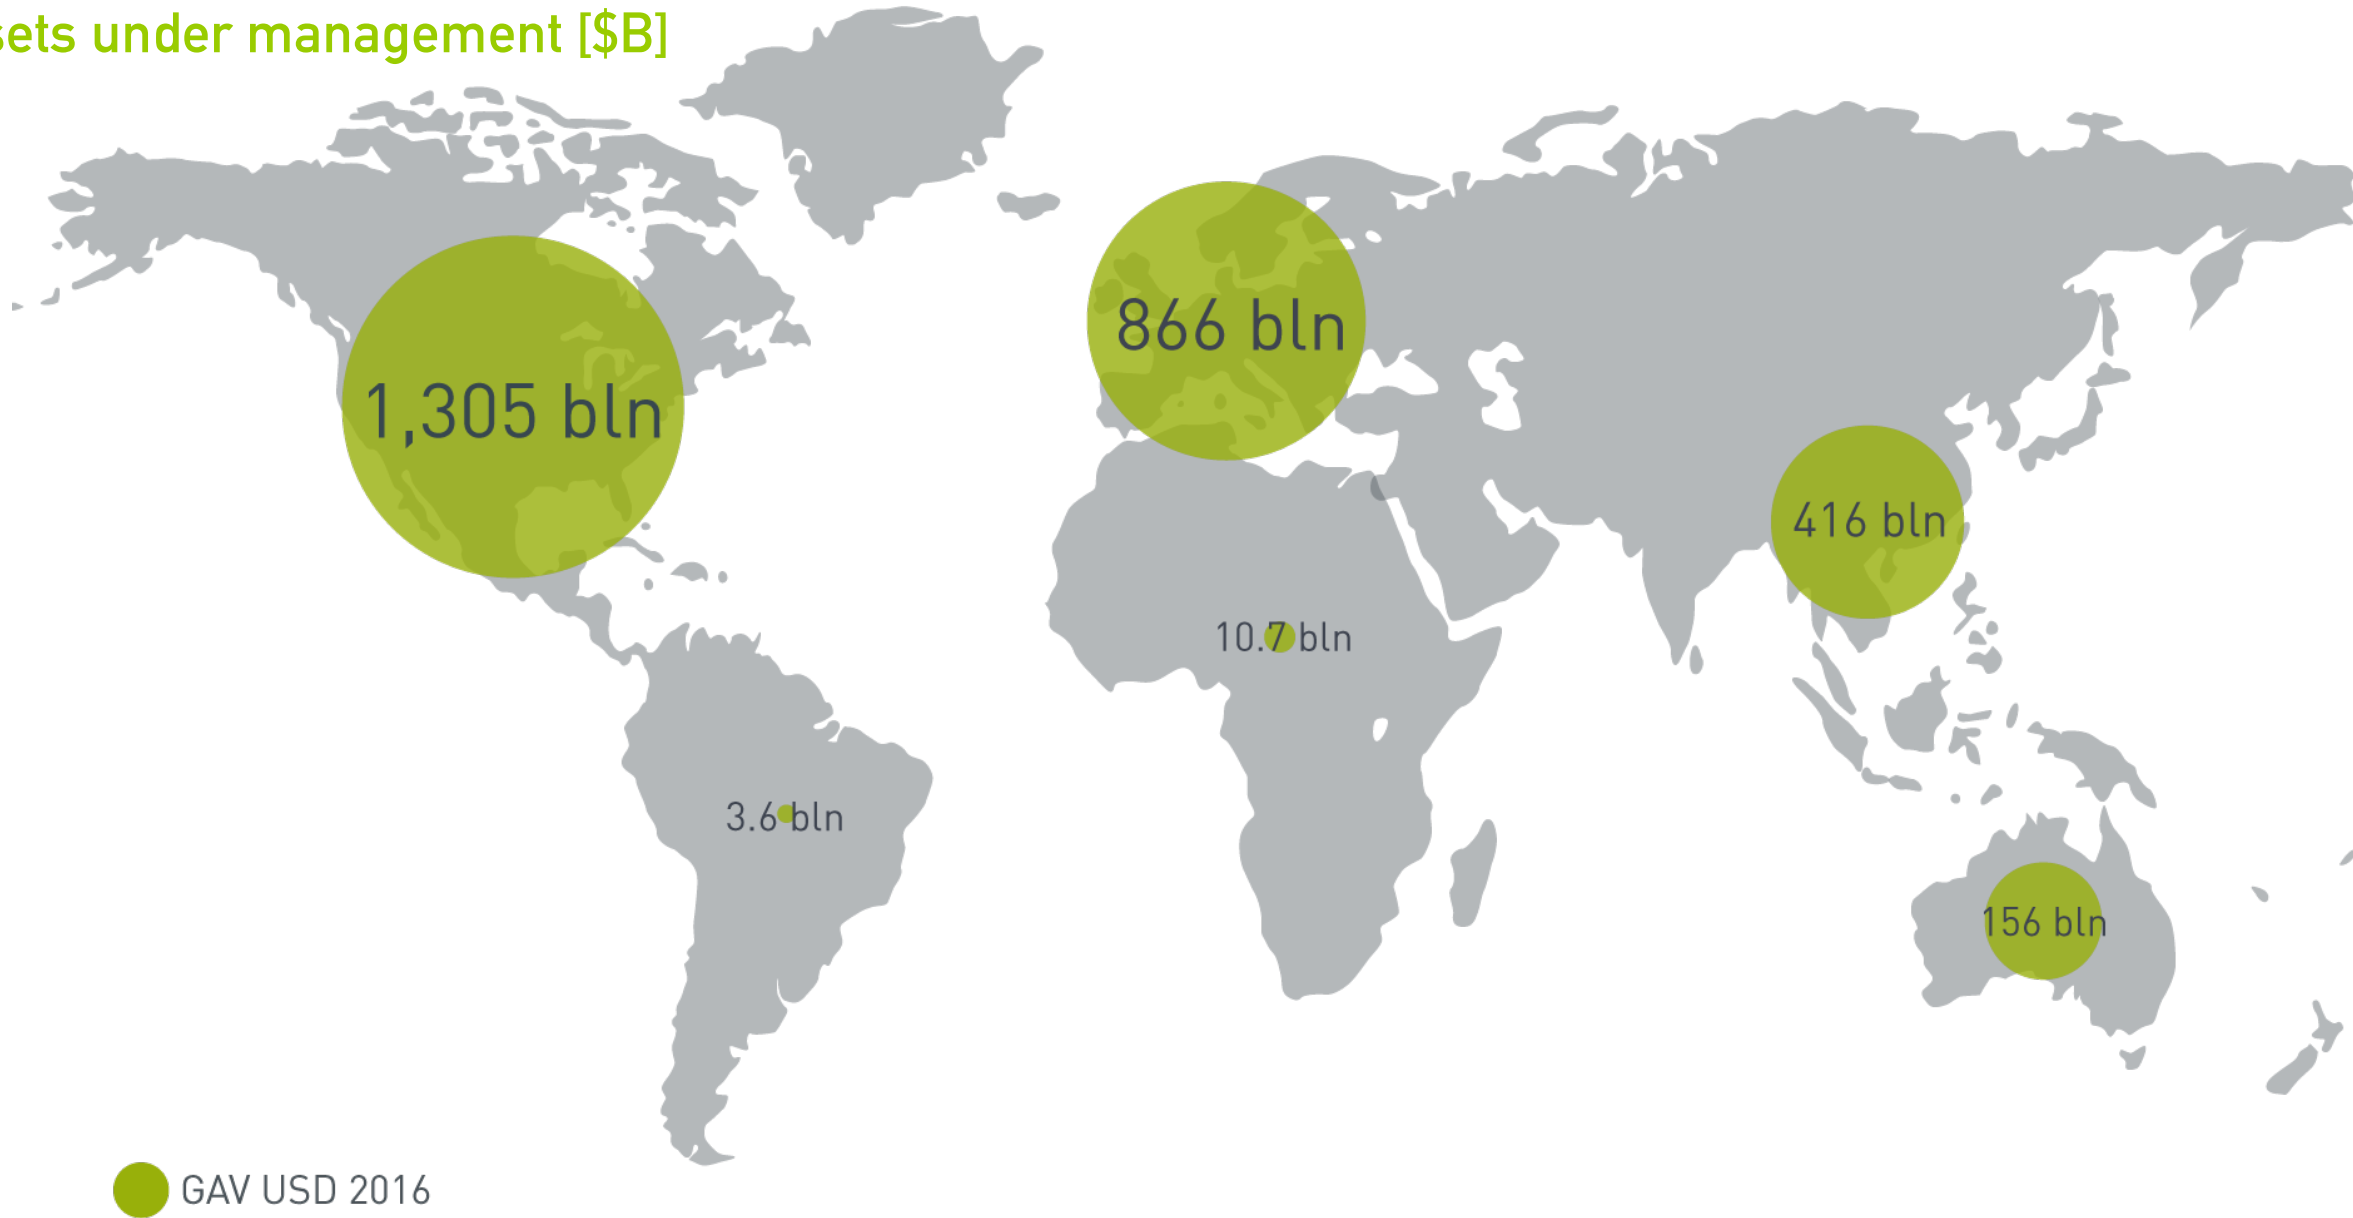 sets under management [$B]
866 bln
1,305 bln
416 bln
10.7 bln
3.6 bln
156 bln
GAV USD 2016